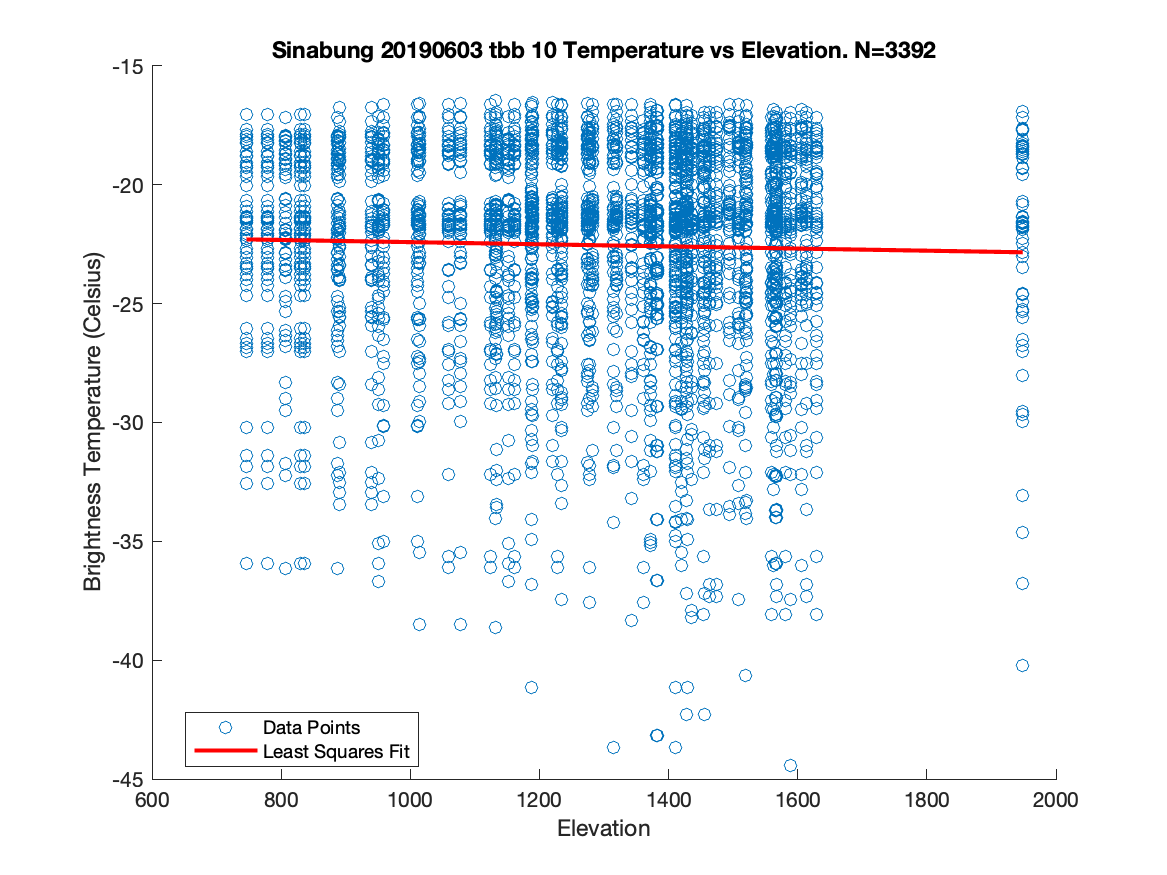 Sinabung 20190603 tbb 10 Temperature vs Elevation. N=3392
-15
-20
-25
-30
-35
-40
-45
Brightness Temperature (Celsius)
Data Points
Least Squares Fit
600 800 1000 1200 1400 1600 1800 2000
Elevation